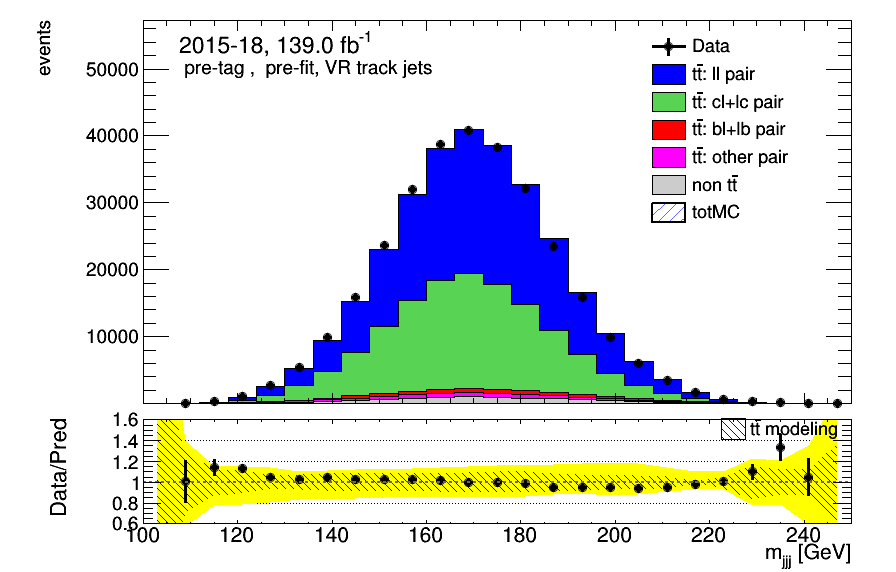 events
2015-18, 139.0 fb⁻¹
pre-tag , pre-fit, VR track jets
Data
tt̄: ll pair
tt̄: cl+lc pair
tt̄: bl+lb pair
tt̄: other pair
non tt̄
totMC
50000
40000
30000
20000
10000
Data/Pred
tt̄ modeling
1.6
1.4
1.2
1
0.8
0.6
100 120 140 160 180 200 220 240
m_jjj [GeV]